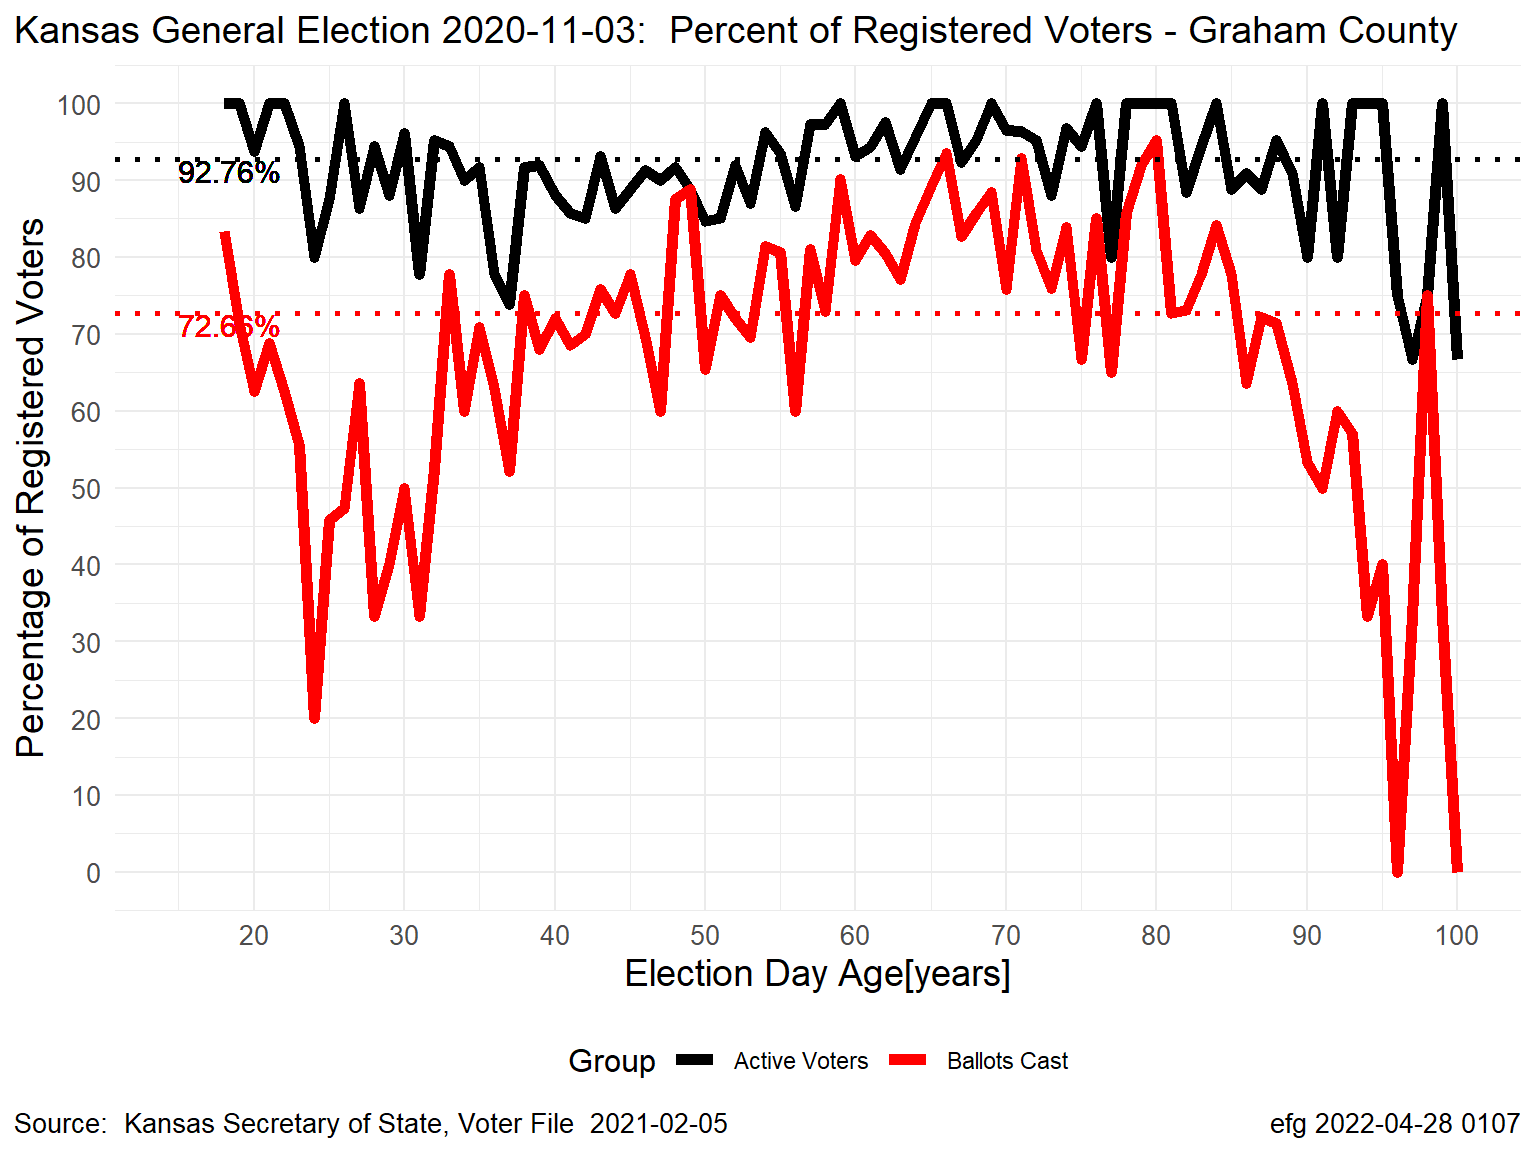 Kansas General Election 2020-11-03:  Percent of Registered Voters - Graham County
Percentage of Registered Voters
100
90
80
70
60
50
40
30
20
10
0
92.76%
72.66%
20 30 40 50 60 70 80 90 100
Election Day Age[years]
Group Active Voters Ballots Cast
Source:  Kansas Secretary of State, Voter File  2021-02-05
efg 2022-04-28 0107